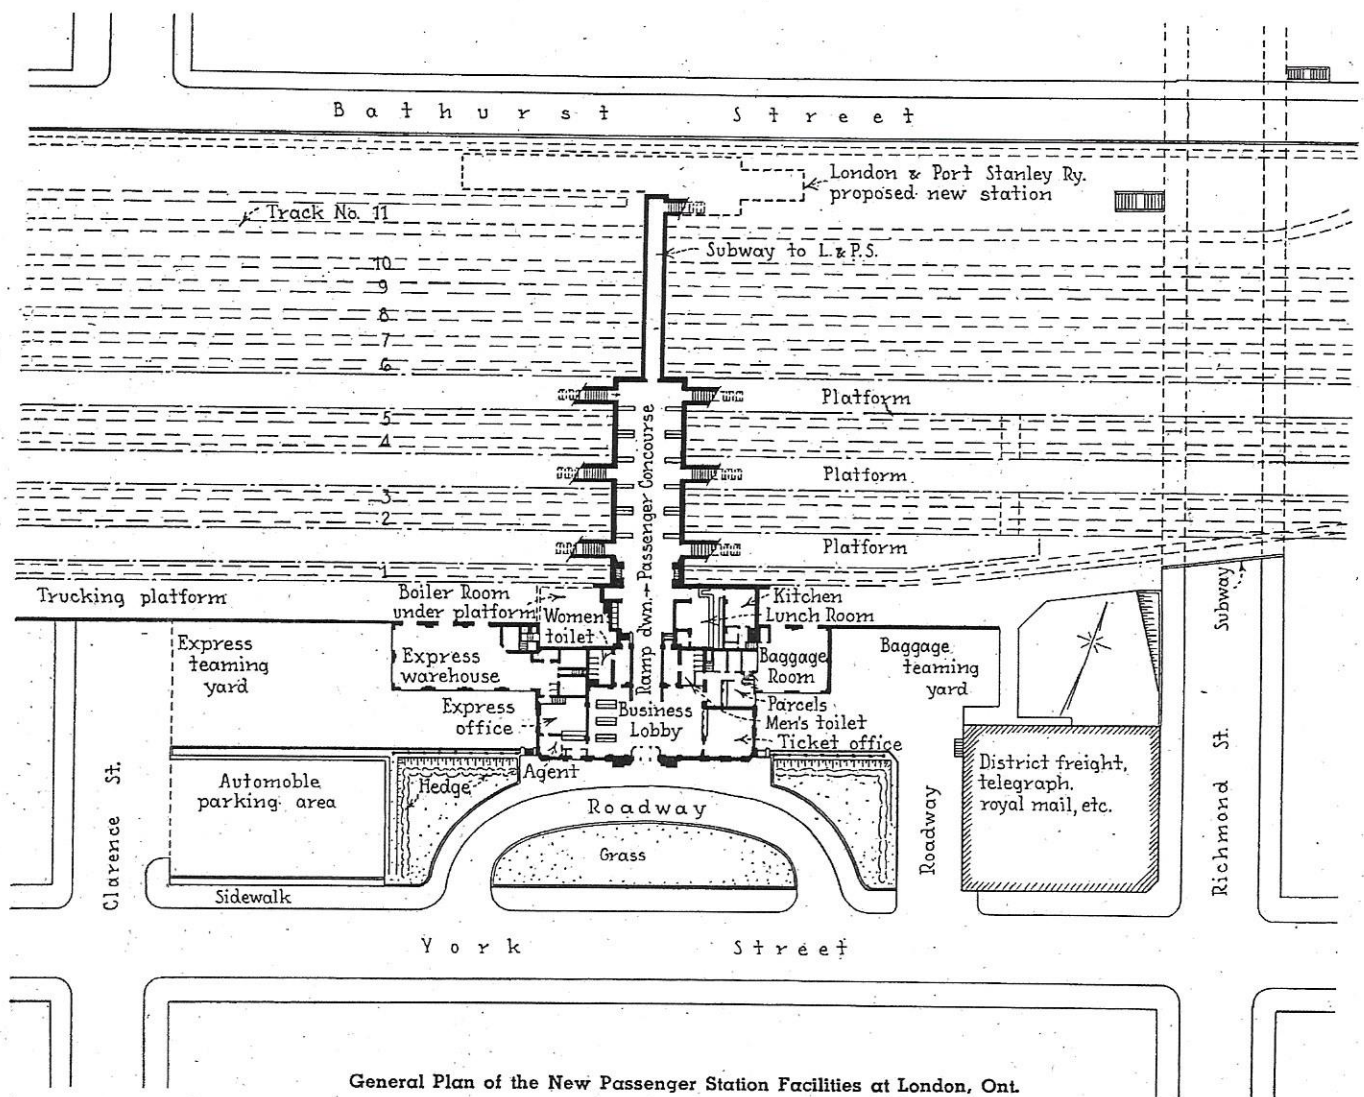 Bathurst Street
London & Port Stanley Ry.
proposed new station
Track No. 11
Subway to L. & P.S.
10
9
8
7
6
Platform
5
4
Platform
3
2
Platform
1
Ramp dwn. → Passenger Concourse
Trucking platform
Boiler Room
under platform
Women
toilet
Kitchen
Lunch Room
Subway
Express
teaming
yard
Express
warehouse
Baggage
Room
Baggage
teaming
yard
Express
office
Business
Lobby
Parcels
Men's toilet
Ticket office
Agent
Hedge
Automoble
parking area
District freight,
telegraph.
royal mail, etc.
Roadway
Grass
Roadway
Clarence St.
Richmond St.
Sidewalk
York Street
General Plan of the New Passenger Station Facilities at London, Ont.